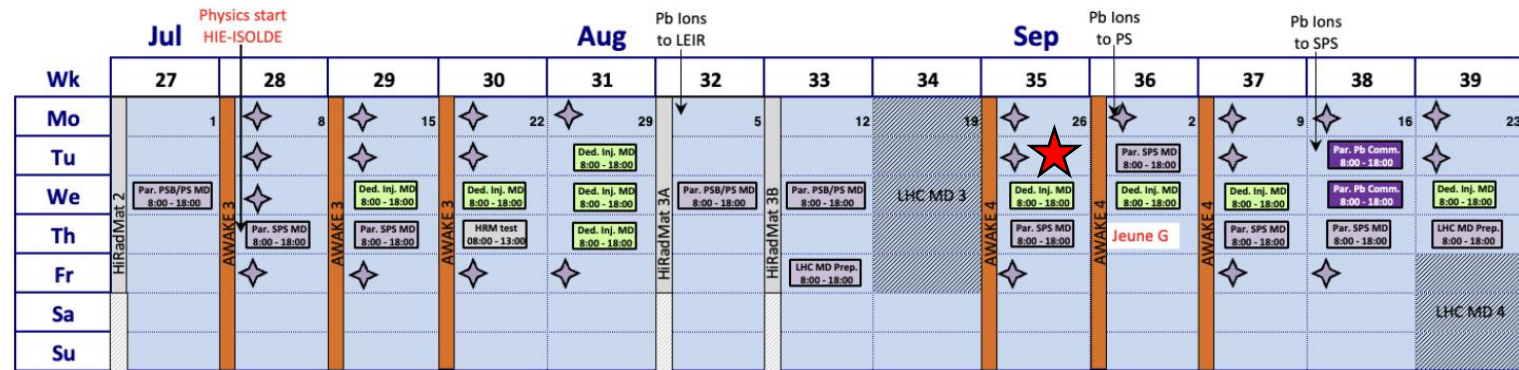 Physics start
HIE-ISOLDE
Jul
Aug
Pb Ions
to LEIR
Sep
Pb Ions
to PS
Pb Ions
to SPS
Wk 27 28 29 30 31 32 33 34 35 36 37 38 39
Mo 1 8 15 22 29 5 12 19 26 2 9 16 23
Tu
Ded. Inj. MD
8:00 - 18:00
Par. SPS MD
8:00 - 18:00
Par. Pb Comm.
8:00 - 18:00
We
Par. PSB/PS MD
8:00 - 18:00
Ded. Inj. MD
8:00 - 18:00
Ded. Inj. MD
8:00 - 18:00
Ded. Inj. MD
8:00 - 18:00
Par. PSB/PS MD
8:00 - 18:00
Par. PSB/PS MD
8:00 - 18:00
LHC MD 3
Ded. Inj. MD
8:00 - 18:00
Ded. Inj. MD
8:00 - 18:00
Ded. Inj. MD
8:00 - 18:00
Par. Pb Comm.
8:00 - 18:00
Ded. Inj. MD
8:00 - 18:00
Th
Par. SPS MD
8:00 - 18:00
Par. SPS MD
8:00 - 18:00
HRM test
08:00 - 13:00
Ded. Inj. MD
8:00 - 18:00
Par. SPS MD
8:00 - 18:00
Jeune G
Par. SPS MD
8:00 - 18:00
Par. SPS MD
8:00 - 18:00
LHC MD Prep.
8:00 - 18:00
Fr
LHC MD Prep.
8:00 - 18:00
Sa
LHC MD 4
Su
HiRadMat 2
AWAKE 3
AWAKE 3
AWAKE 3
HiRadMat 3A
HiRadMat 3B
AWAKE 4
AWAKE 4
AWAKE 4